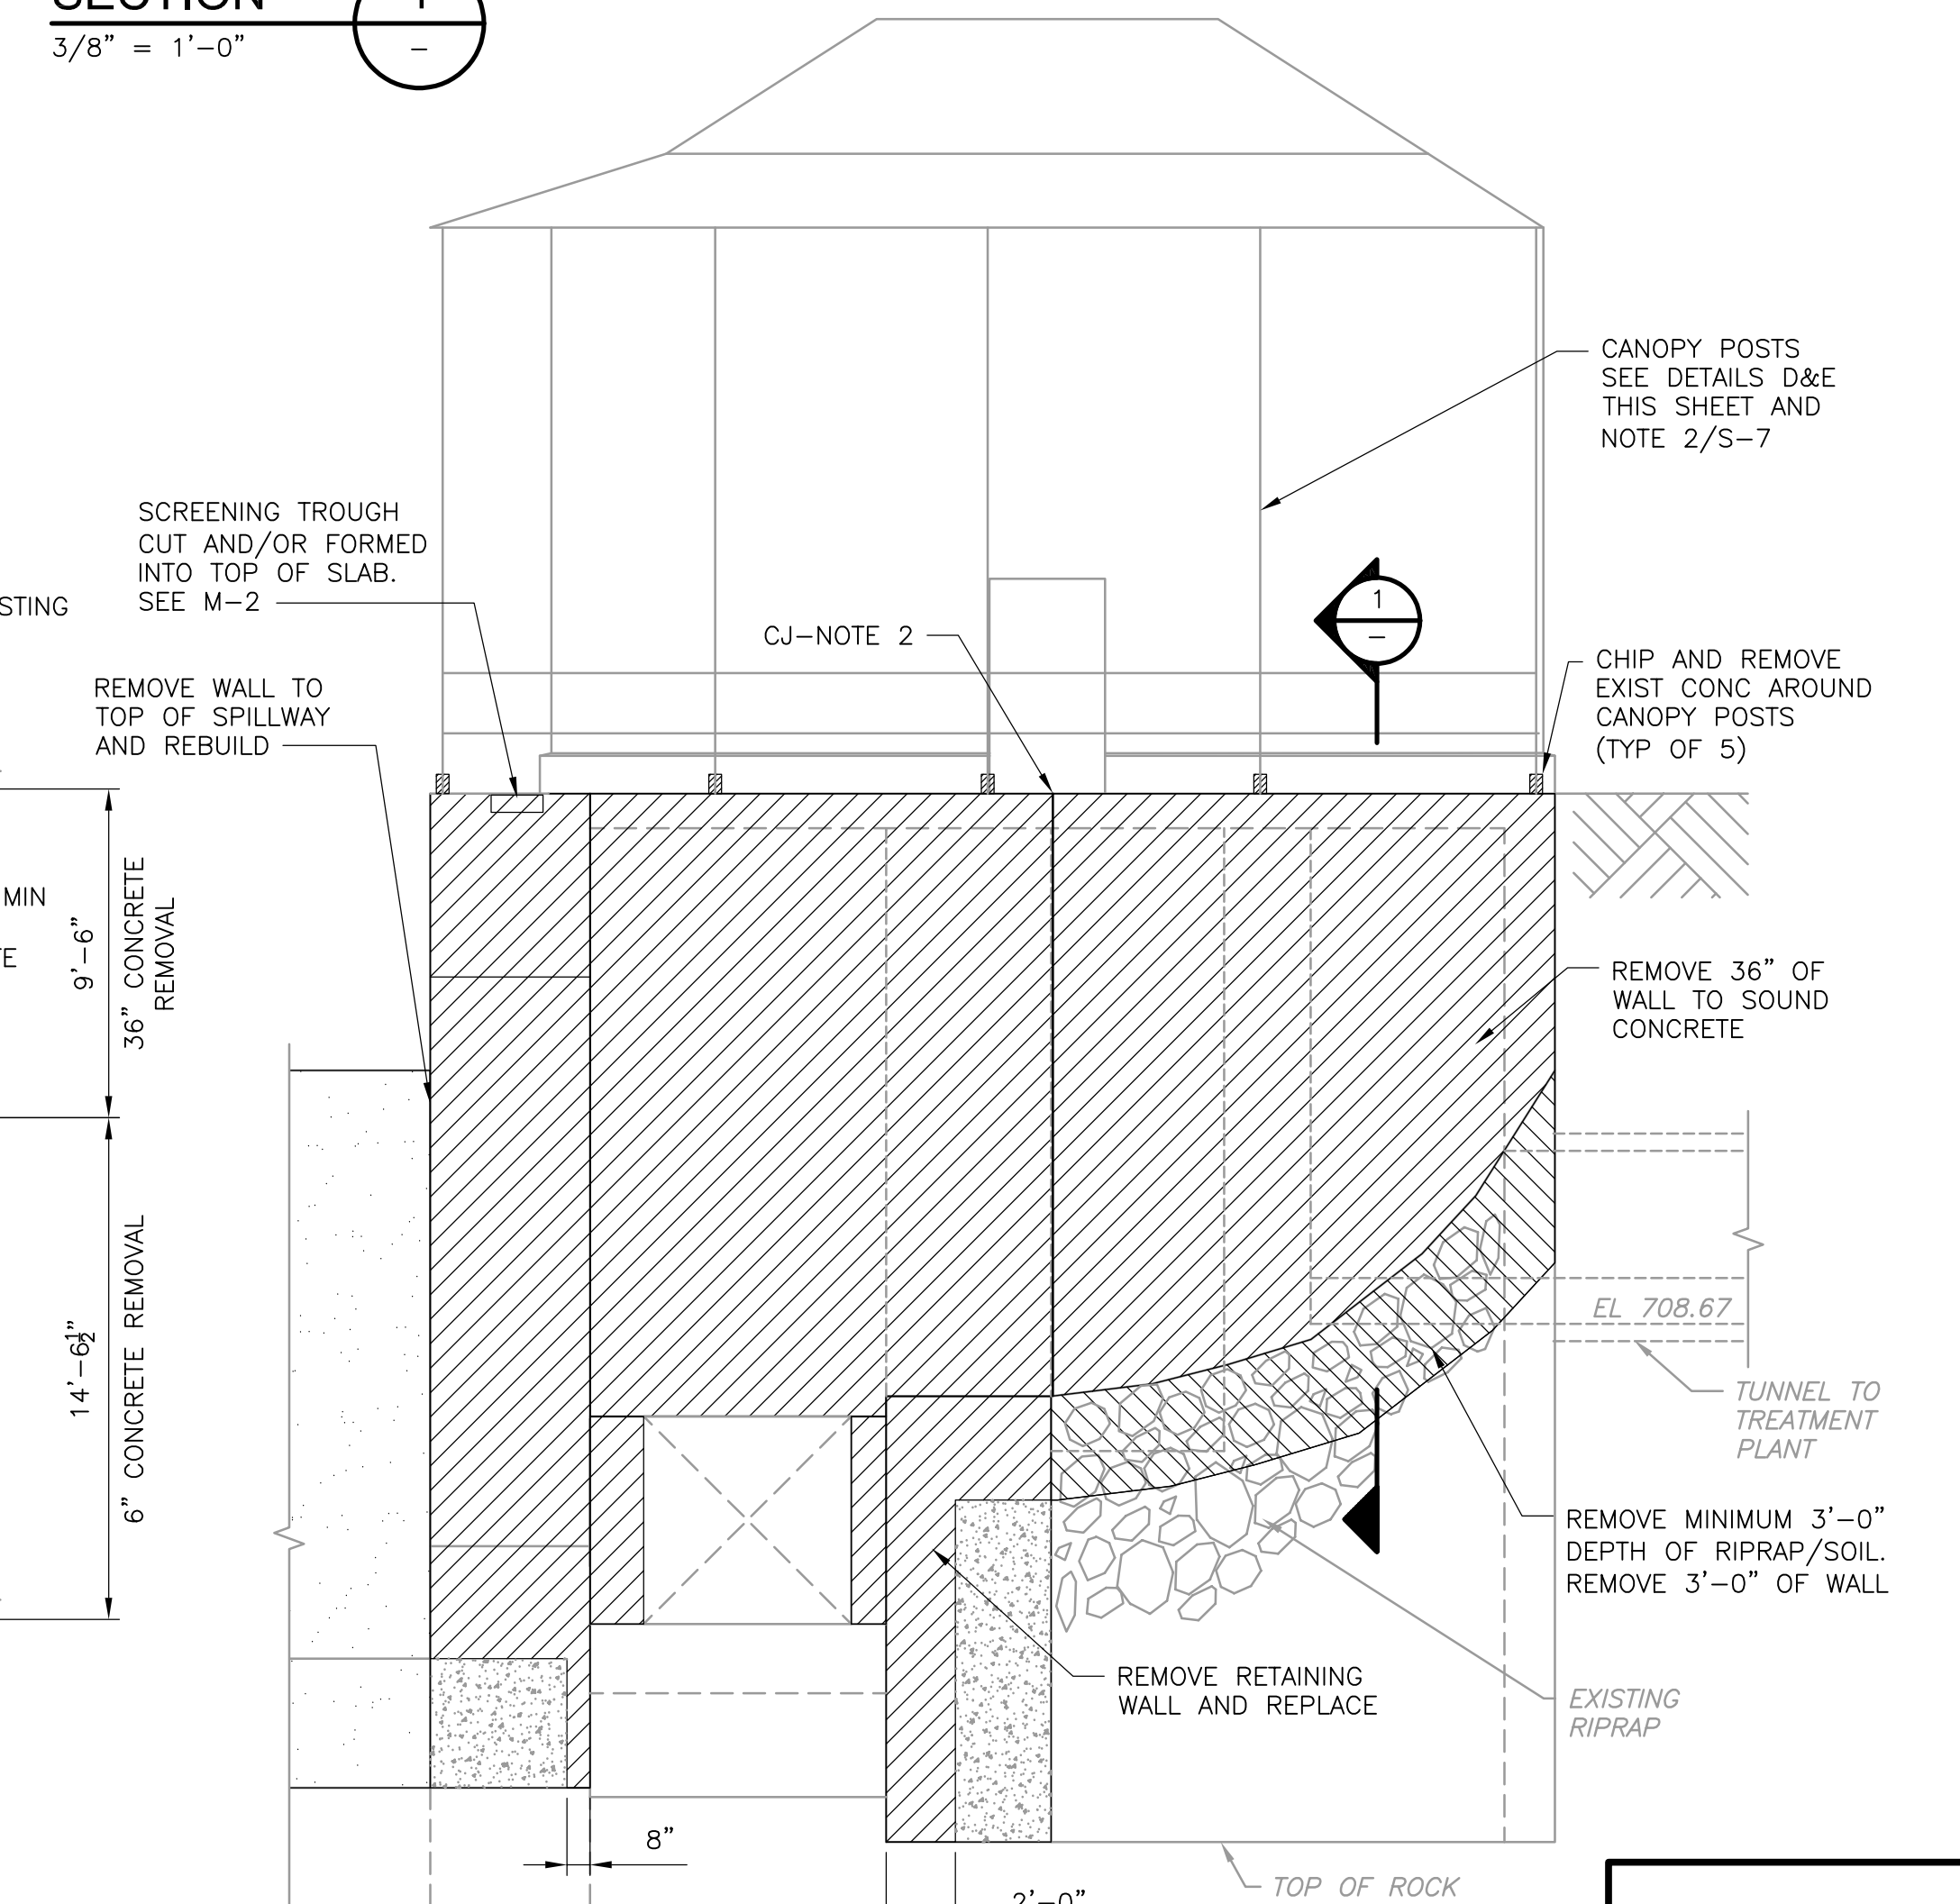 SECTION
1
-
3/8" = 1'-0"
CANOPY POSTS
SEE DETAILS D&E
THIS SHEET AND
NOTE 2/S-7
SCREENING TROUGH
CUT AND/OR FORMED
INTO TOP OF SLAB.
SEE M-2
STING
CJ-NOTE 2
1
-
REMOVE WALL TO
TOP OF SPILLWAY
AND REBUILD
CHIP AND REMOVE
EXIST CONC AROUND
CANOPY POSTS
(TYP OF 5)
MIN
TE
9'-6"
36" CONCRETE
REMOVAL
REMOVE 36" OF
WALL TO SOUND
CONCRETE
14'-6½"
6" CONCRETE REMOVAL
EL 708.67
TUNNEL TO
TREATMENT
PLANT
REMOVE MINIMUM 3'-0"
DEPTH OF RIPRAP/SOIL.
REMOVE 3'-0" OF WALL
REMOVE RETAINING
WALL AND REPLACE
EXISTING
RIPRAP
8"
2'-0"
TOP OF ROCK